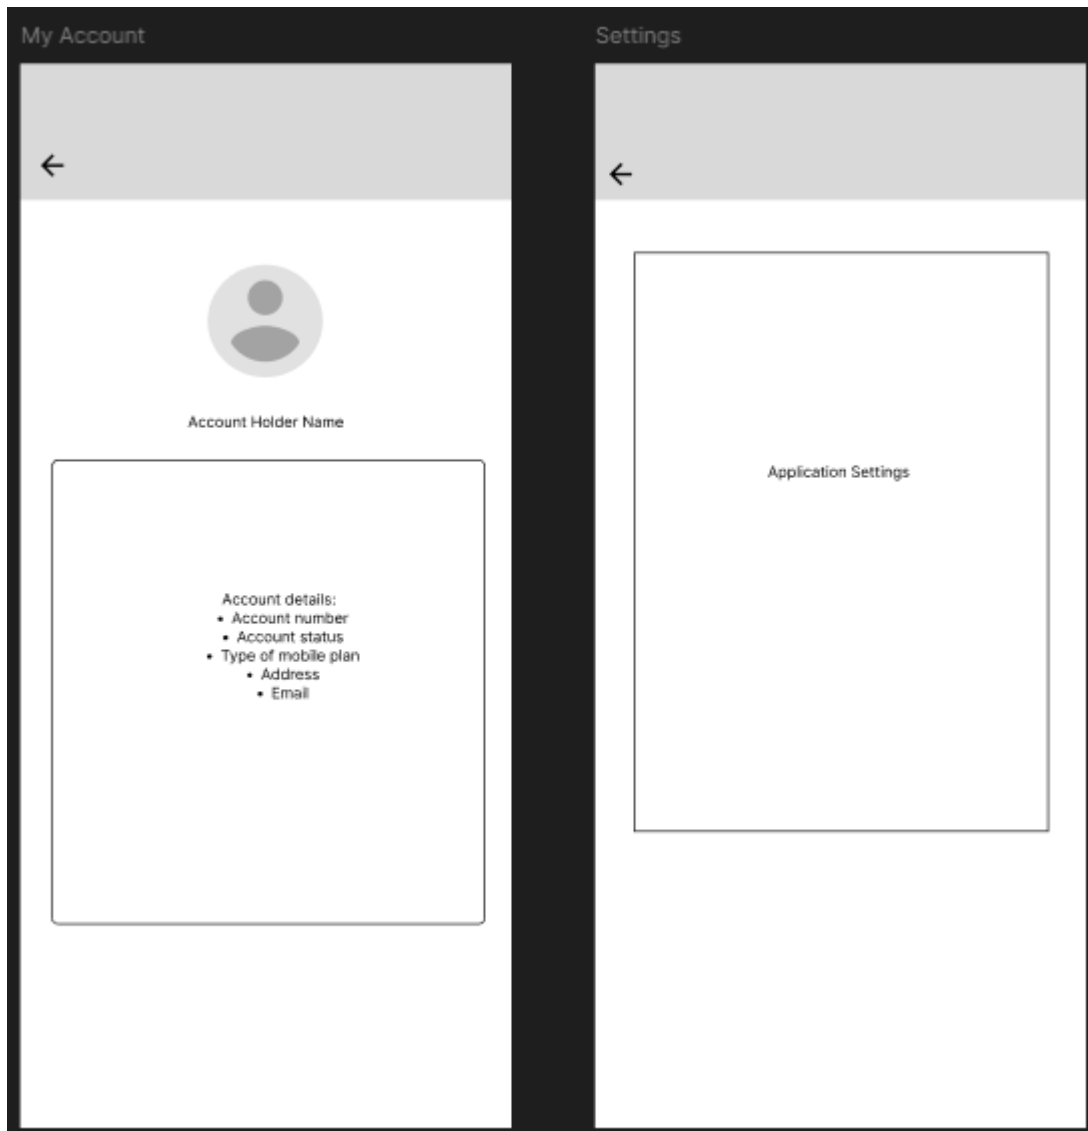 My Account
Settings
Account Holder Name
Account details:
• Account number
• Account status
• Type of mobile plan
• Address
• Email
Application Settings